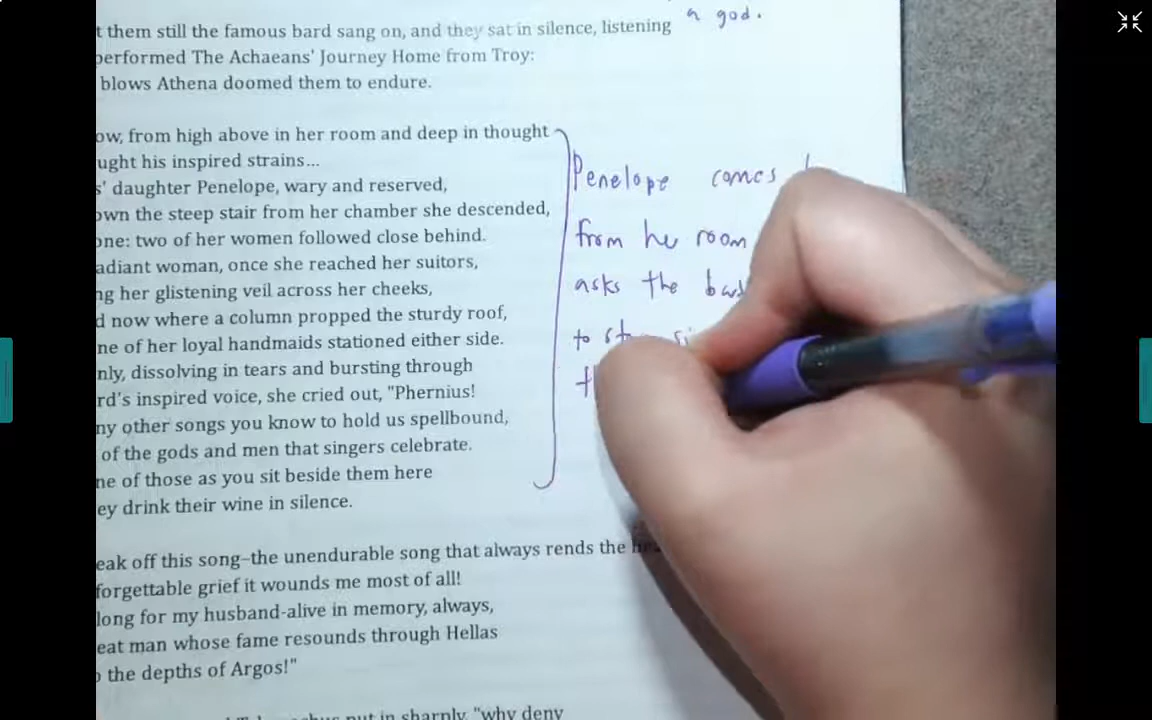 a god.
t them still the famous bard sang on, and they sat in silence, listening
performed The Achaeans' Journey Home from Troy:
blows Athena doomed them to endure.
ow, from high above in her room and deep in thought
ught his inspired strains...
s' daughter Penelope, wary and reserved,
own the steep stair from her chamber she descended,
one: two of her women followed close behind.
adiant woman, once she reached her suitors,
ng her glistening veil across her cheeks,
d now where a column propped the sturdy roof,
ne of her loyal handmaids stationed either side.
nly, dissolving in tears and bursting through
rd's inspired voice, she cried out, "Phernius!
ny other songs you know to hold us spellbound,
of the gods and men that singers celebrate.
ne of those as you sit beside them here
ey drink their wine in silence.
Penelope comes
from her room
asks the
to
eak off this song–the unendurable song that always rends the
forgettable grief it wounds me most of all!
long for my husband-alive in memory, always,
eat man whose fame resounds through Hellas
o the depths of Argos!"
put in sharply, "why deny